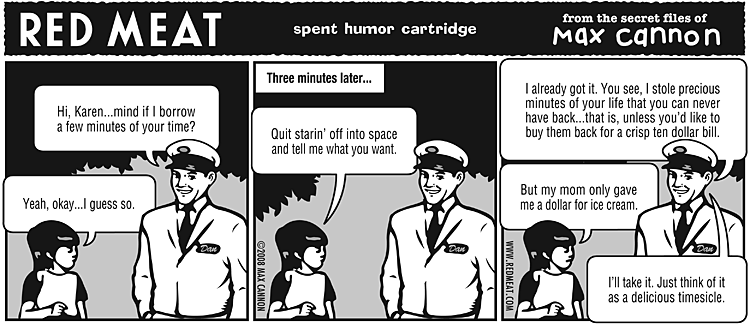 RED MEAT
spent humor cartridge
from the secret files of
Max Cannon
Hi, Karen...mind if I borrow
a few minutes of your time?
Yeah, okay...I guess so.
Dan
Three minutes later...
Quit starin' off into space
and tell me what you want.
Dan
©2008 MAX CANNON
I already got it. You see, I stole precious
minutes of your life that you can never
have back...that is, unless you'd like to
buy them back for a crisp ten dollar bill.
But my mom only gave
me a dollar for ice cream.
Dan
I'll take it. Just think of it
as a delicious timesicle.
WWW.REDMEAT.COM